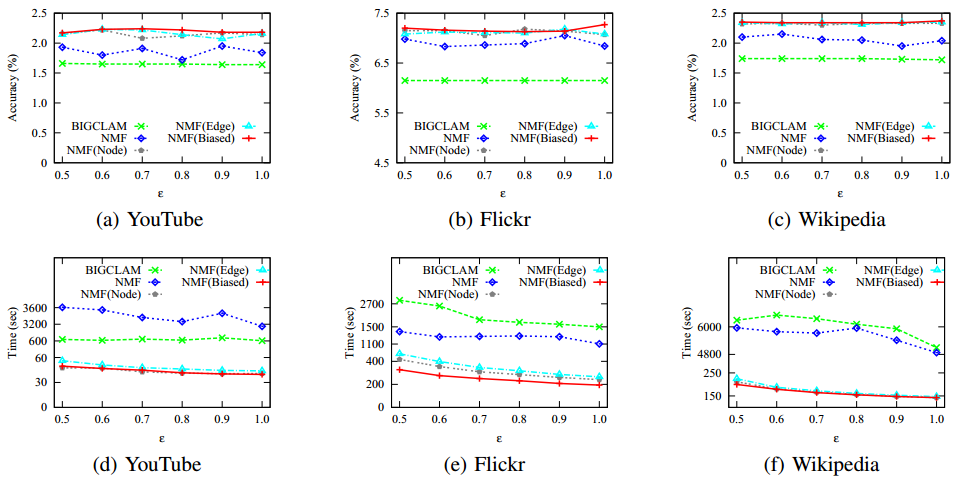 2.5
2.0
1.5
1.0
0.5
0
Accuracy (%)
BIGCLAM
NMF
NMF(Node)
NMF(Edge)
NMF(Biased)
0.5 0.6 0.7 0.8 0.9 1.0
ε
(a) YouTube
7.5
6.5
5.5
4.5
Accuracy (%)
BIGCLAM
NMF
NMF(Node)
NMF(Edge)
NMF(Biased)
0.5 0.6 0.7 0.8 0.9 1.0
ε
(b) Flickr
2.5
2.0
1.5
1.0
0.5
0
Accuracy (%)
BIGCLAM
NMF
NMF(Node)
NMF(Edge)
NMF(Biased)
0.5 0.6 0.7 0.8 0.9 1.0
ε
(c) Wikipedia
3600
3200
600
60
30
0
Time (sec)
BIGCLAM
NMF
NMF(Node)
NMF(Edge)
NMF(Biased)
0.5 0.6 0.7 0.8 0.9 1.0
ε
(d) YouTube
2700
1500
1100
400
200
0
Time (sec)
BIGCLAM
NMF
NMF(Node)
NMF(Edge)
NMF(Biased)
0.5 0.6 0.7 0.8 0.9 1.0
ε
(e) Flickr
6000
4800
250
150
Time (sec)
BIGCLAM
NMF
NMF(Node)
NMF(Edge)
NMF(Biased)
0.5 0.6 0.7 0.8 0.9 1.0
ε
(f) Wikipedia